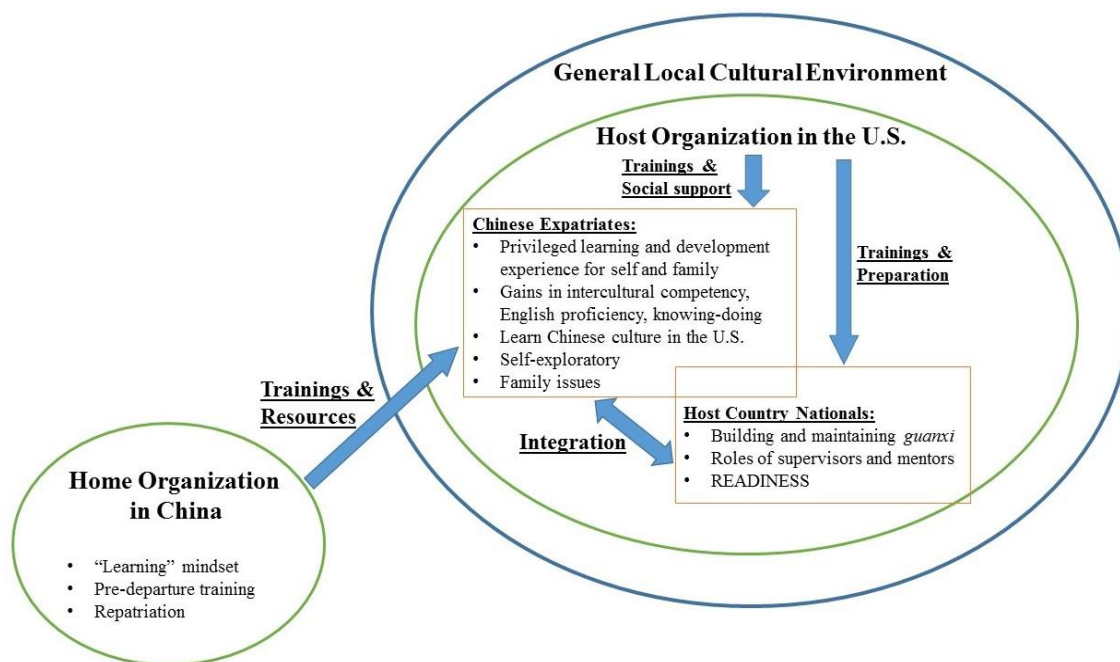 General Local Cultural Environment
Host Organization in the U.S.
Trainings &
Social support
Chinese Expatriates:
• Privileged learning and development
experience for self and family
• Gains in intercultural competency,
English proficiency, knowing-doing
• Learn Chinese culture in the U.S.
• Self-exploratory
• Family issues
Trainings &
Preparation
Trainings &
Resources
Integration
Host Country Nationals:
• Building and maintaining guanxi
• Roles of supervisors and mentors
• READINESS
Home Organization
in China
• “Learning” mindset
• Pre-departure training
• Repatriation